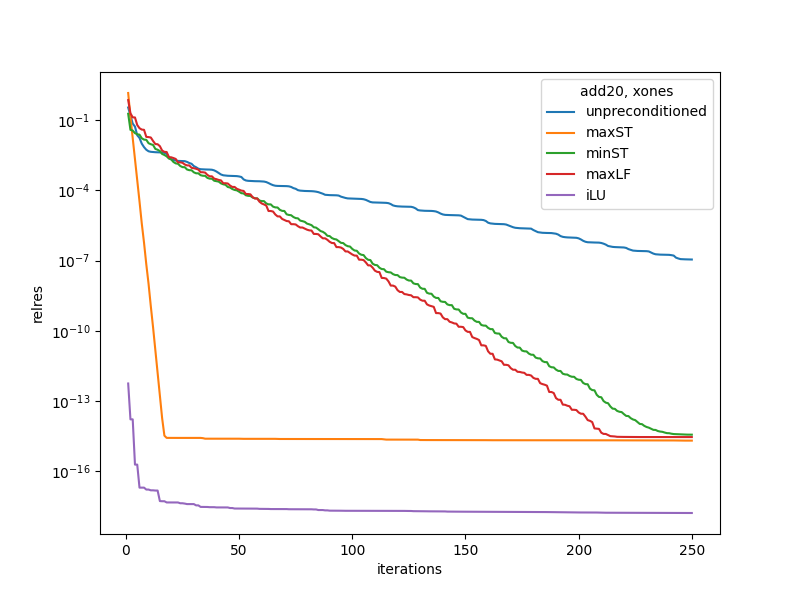 add20, xones
unpreconditioned
maxST
minST
maxLF
iLU
relres
10^{-1}
10^{-4}
10^{-7}
10^{-10}
10^{-13}
10^{-16}
0 50 100 150 200 250
iterations